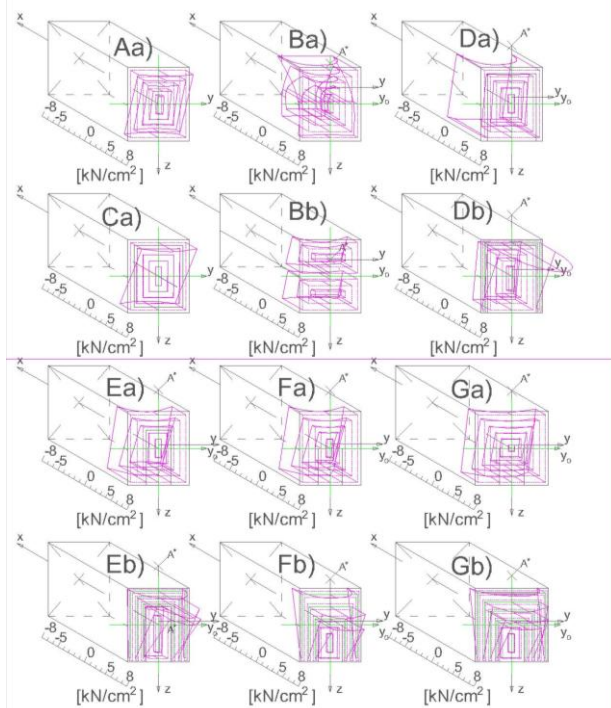 x Aa) y z -8 -5 0 5 8 [kN/cm²]
x Ba) A* y y₀ z -8 -5 0 5 8 [kN/cm²]
x Da) A* y y₀ z -8 -5 0 5 8 [kN/cm²]
x Ca) y z -8 -5 0 5 8 [kN/cm²]
x Bb) A* y y₀ z -8 -5 0 5 8 [kN/cm²]
x Db) A* y y₀ z -8 -5 0 5 8 [kN/cm²]
x Ea) A* y y₀ z -8 -5 0 5 8 [kN/cm²]
x Fa) A* y y₀ z -8 -5 0 5 8 [kN/cm²]
x Ga) A* y y₀ z -8 -5 0 5 8 [kN/cm²]
x Eb) A* y y₀ z -8 -5 0 5 8 [kN/cm²]
x Fb) A* y y₀ z -8 -5 0 5 8 [kN/cm²]
x Gb) A* y y₀ z -8 -5 0 5 8 [kN/cm²]